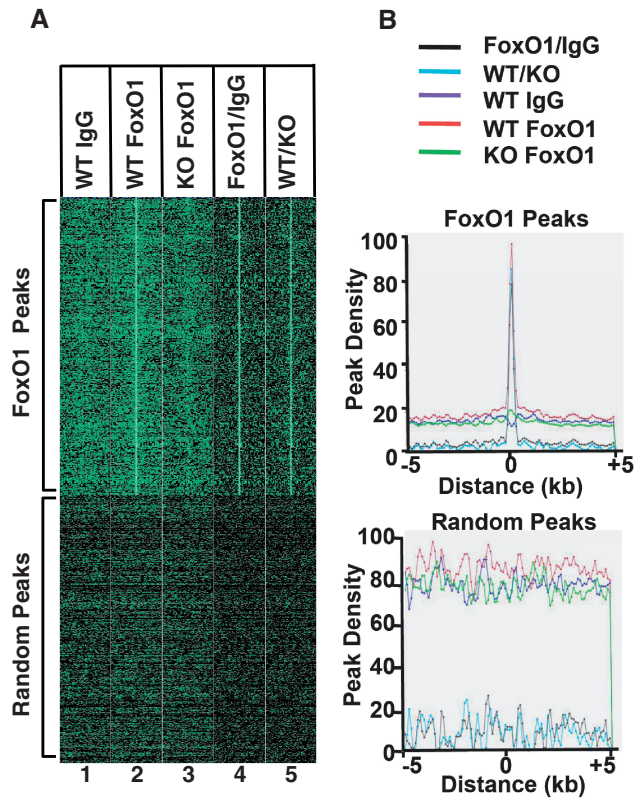 A
WT IgG
WT FoxO1
KO FoxO1
FoxO1/IgG
WT/KO
FoxO1 Peaks
Random Peaks
1 2 3 4 5
B
FoxO1/IgG
WT/KO
WT IgG
WT FoxO1
KO FoxO1
FoxO1 Peaks
Peak Density
100
80
60
40
20
0
-5 0 +5
Distance (kb)
Random Peaks
Peak Density
100
80
60
40
20
0
-5 0 +5
Distance (kb)